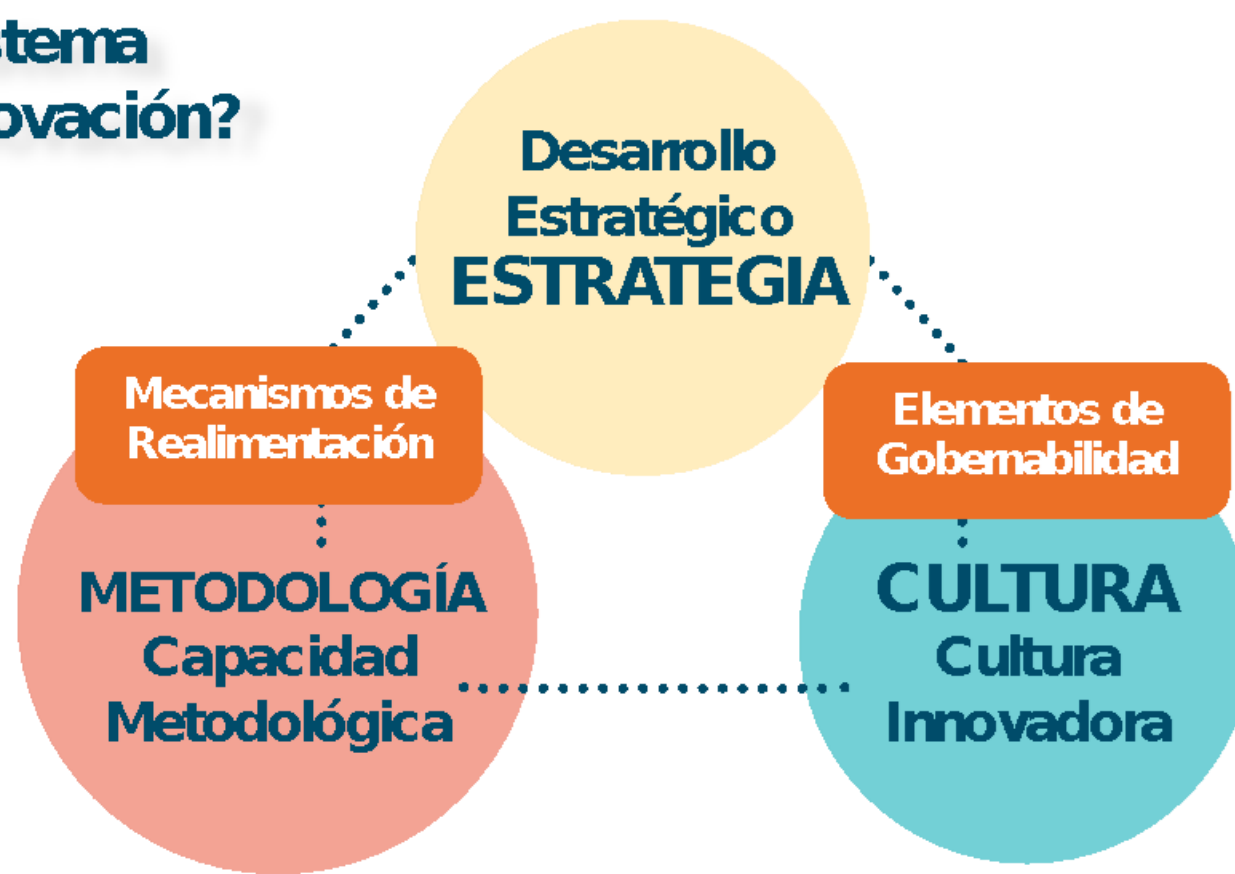 stema
ovación?
Desarrollo
Estratégico
ESTRATEGIA
Mecanismos de
Realimentación
Elementos de
Gobernabilidad
METODOLOGÍA
Capacidad
Metodológica
CULTURA
Cultura
Innovadora